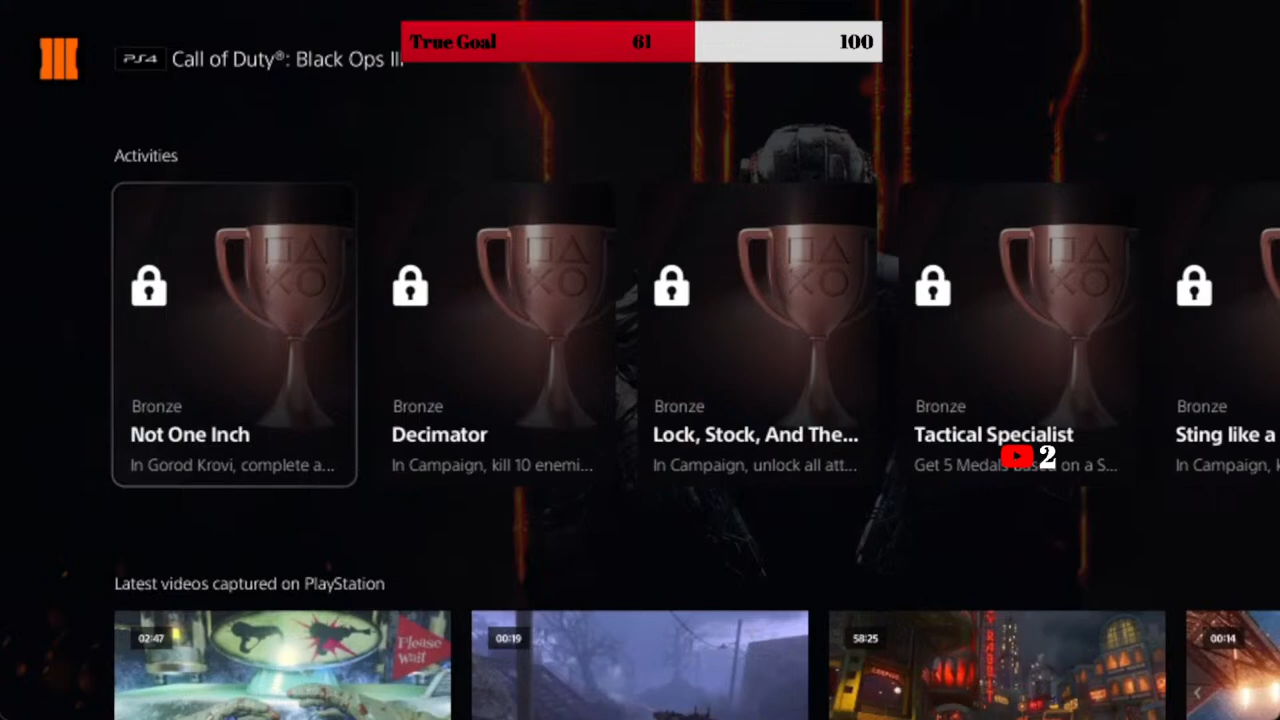 True Goal 61 100
PS4 Call of Duty®: Black Ops III
Activities
Bronze
Not One Inch
In Gorod Krovi, complete a...
Bronze
Decimator
In Campaign, kill 10 enemi...
Bronze
Lock, Stock, And The...
In Campaign, unlock all att...
Bronze
Tactical Specialist
Get 5 Medals on a S...
2
Bronze
Sting like a
In Campaign, k
Latest videos captured on PlayStation
02:47
Please
Wait
00:19
58:25
00:14